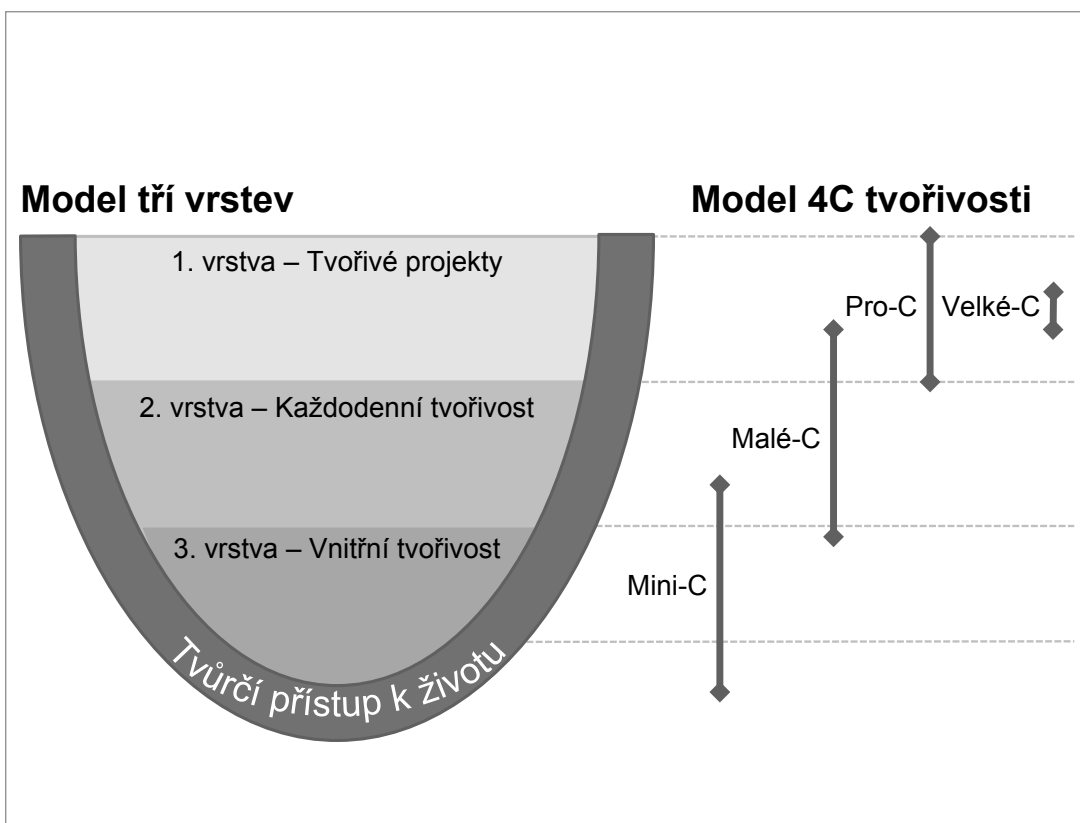 Model tří vrstev
Model 4C tvořivosti
1. vrstva – Tvořivé projekty
Pro-C
Velké-C
2. vrstva – Každodenní tvořivost
Malé-C
3. vrstva – Vnitřní tvořivost
Mini-C
Tvůrčí přístup k životu